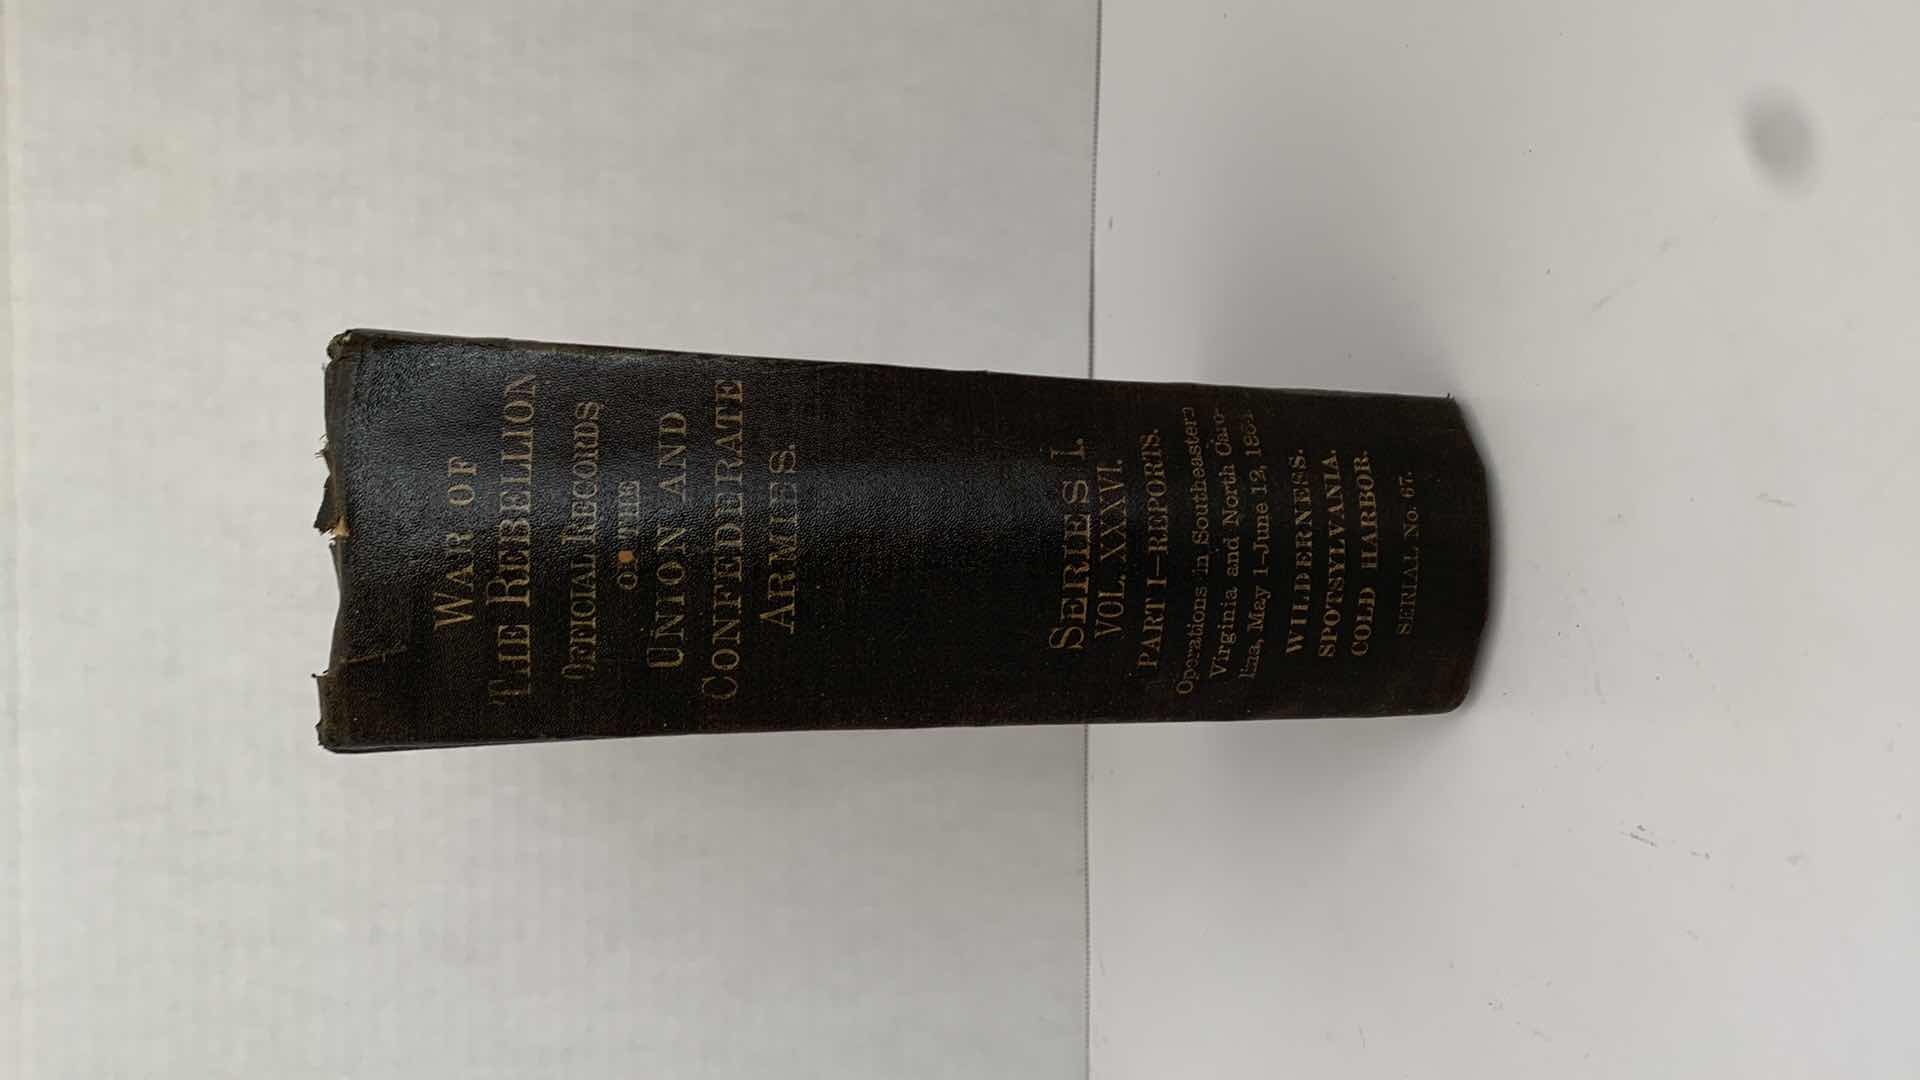 WAR OF
THE REBELLION
OFFICIAL RECORDS
OF THE
UNION AND
CONFEDERATE
ARMIES.
SERIES I.
VOL. XXXVI.
PART I—REPORTS.
Operations in Southeastern
Virginia and North Caro-
lina, May 1-June 12, 1864.
WILDERNESS.
SPOTSYLVANIA.
COLD HARBOR.
SERIAL No. 67.